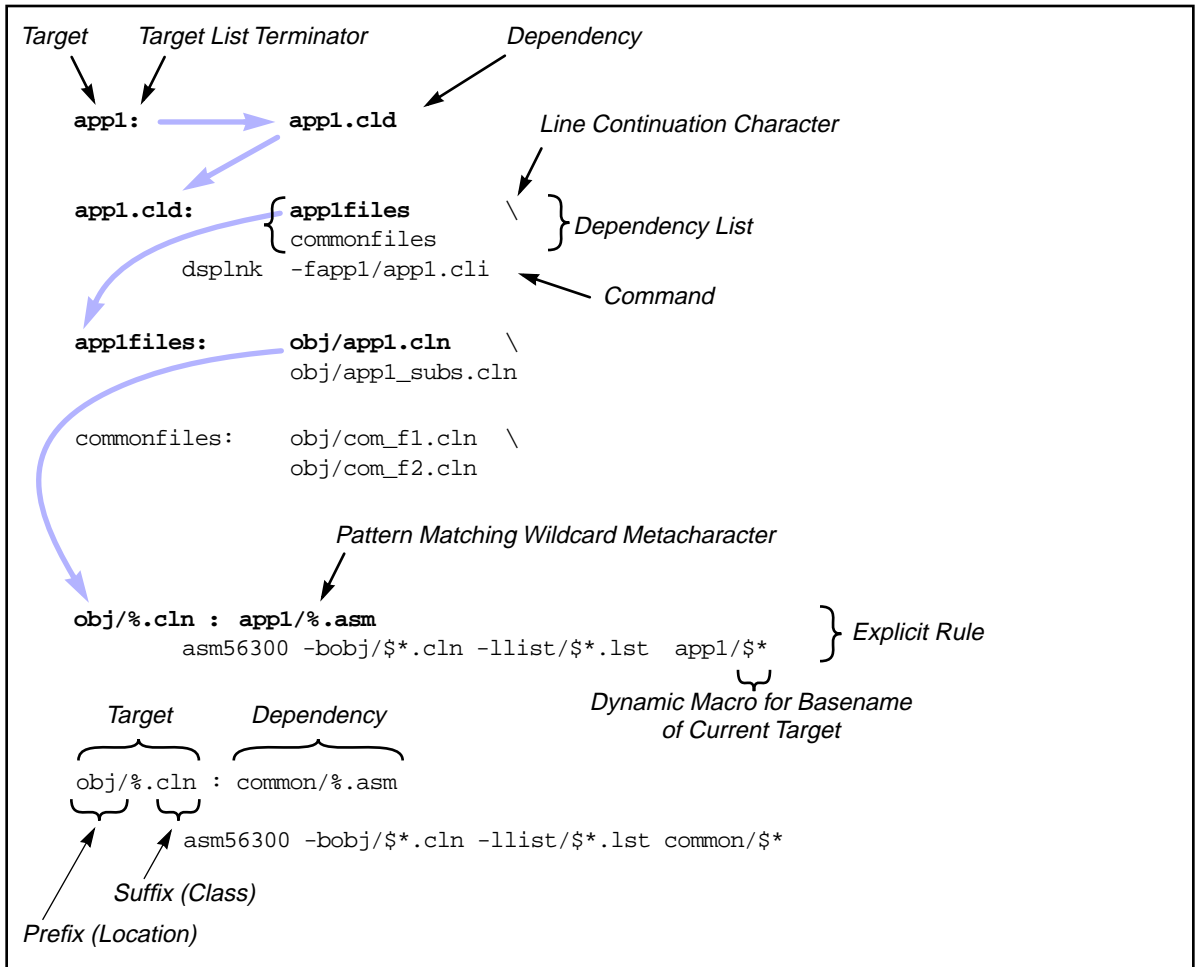 Target Target List Terminator Dependency
app1: app1.cld
Line Continuation Character
app1.cld: app1files \
commonfiles
Dependency List
dsplnk -fapp1/app1.cli
Command
app1files: obj/app1.cln \
obj/app1_subs.cln
commonfiles: obj/com_f1.cln \
obj/com_f2.cln
Pattern Matching Wildcard Metacharacter
obj/%.cln : app1/%.asm
asm56300 -bobj/$*.cln -llist/$*.lst app1/$*
Explicit Rule
Dynamic Macro for Basename
of Current Target
Target Dependency
obj/%.cln : common/%.asm
asm56300 -bobj/$*.cln -llist/$*.lst common/$*
Suffix (Class)
Prefix (Location)